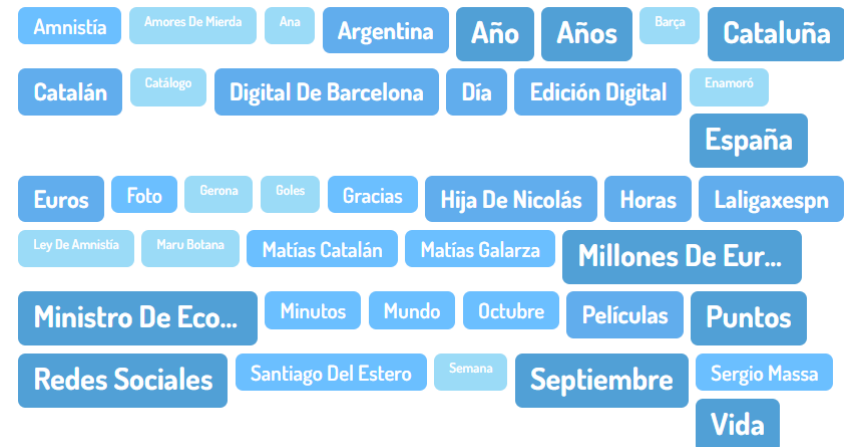 Amnistía Amores De Mierda Ana Argentina Año Años Barça Cataluña
Catalán Catálogo Digital De Barcelona Día Edición Digital Enamoró
España
Euros Foto Gerona Goles Gracias Hija De Nicolás Horas Laligaxespn
Ley De Amnistía Maru Botana Matías Catalán Matías Galarza Millones De Eur...
Ministro De Eco... Minutos Mundo Octubre Películas Puntos
Redes Sociales Santiago Del Estero Semana Septiembre Sergio Massa
Vida